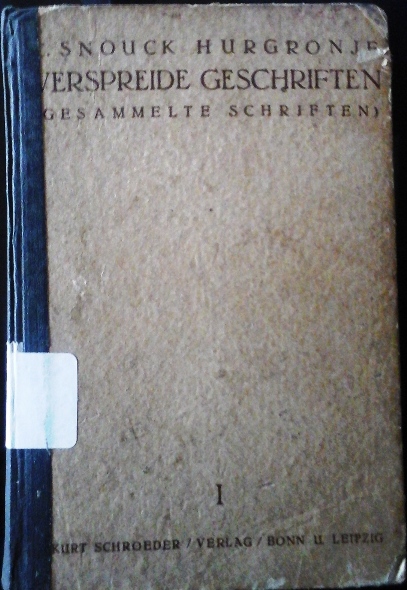 . SNOUCK HURGRONJE
VERSPREIDE GESCHRIFTEN
GESAMMELTE SCHRIFTEN)
I
KURT SCHROEDER / VERLAG / BONN U. LEIPZIG